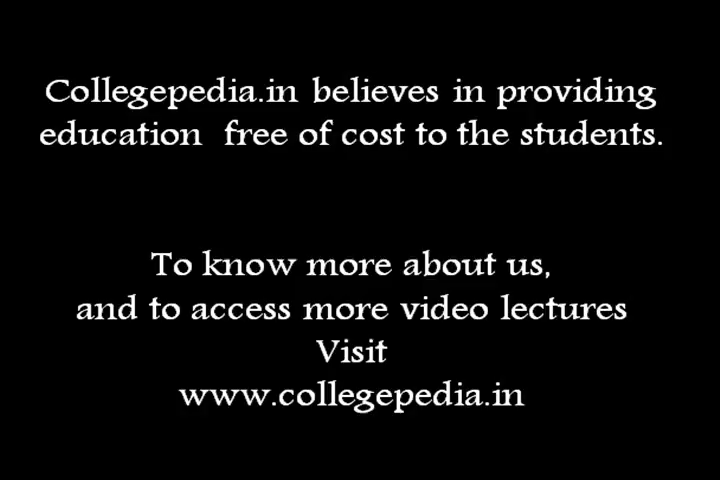 Collegepedia.in believes in providing
education free of cost to the students.
To know more about us,
and to access more video lectures
Visit
www.collegepedia.in